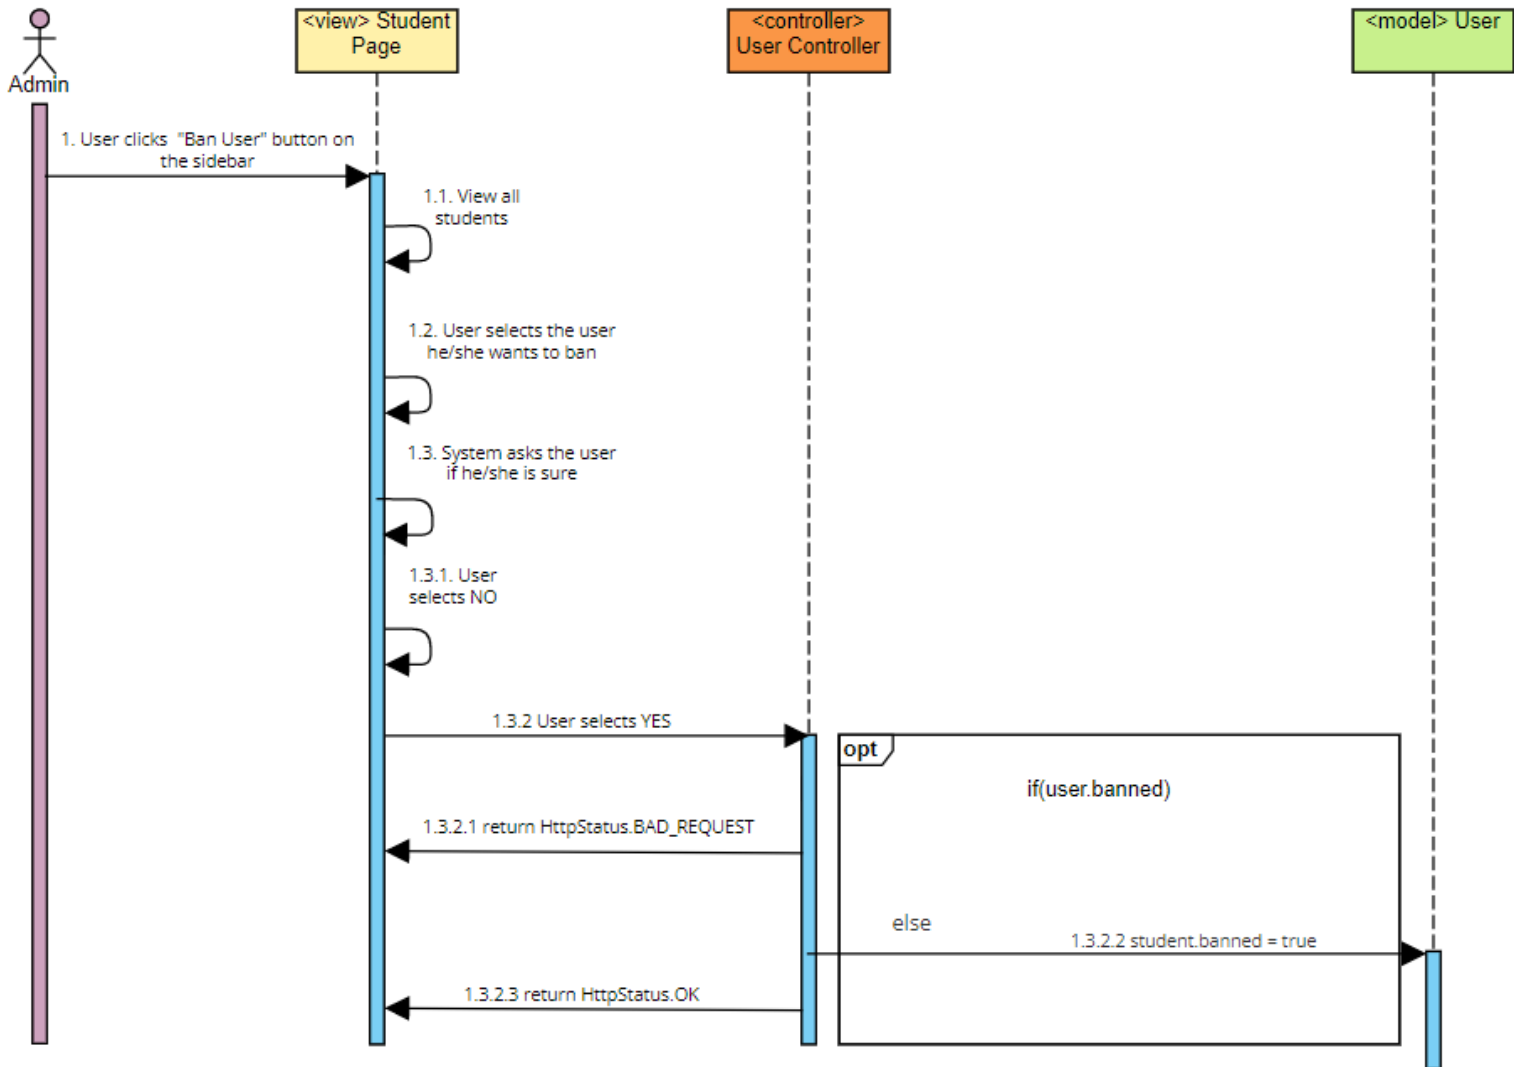 <view> Student
Page
<controller>
User Controller
<model> User
Admin
1. User clicks "Ban User" button on
the sidebar
1.1. View all
students
1.2. User selects the user
he/she wants to ban
1.3. System asks the user
if he/she is sure
1.3.1. User
selects NO
1.3.2 User selects YES
opt
if(user.banned)
1.3.2.1 return HttpStatus.BAD_REQUEST
else
1.3.2.2 student.banned = true
1.3.2.3 return HttpStatus.OK